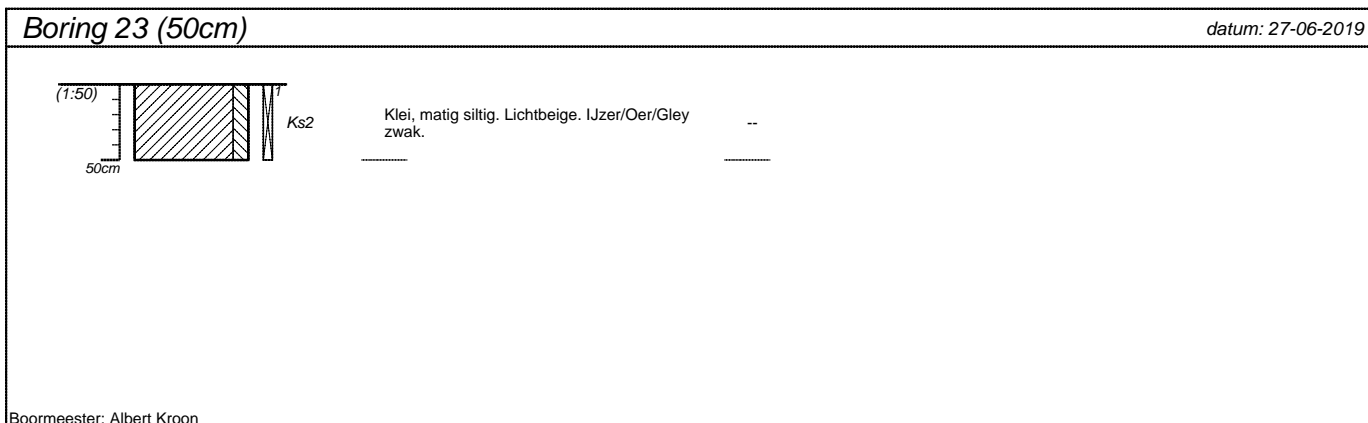 Boring 23 (50cm)
datum: 27-06-2019
(1:50)
1
Ks2
Klei, matig siltig. Lichtbeige. IJzer/Oer/Gley
zwak.
--
50cm
Boormeester: Albert Kroon